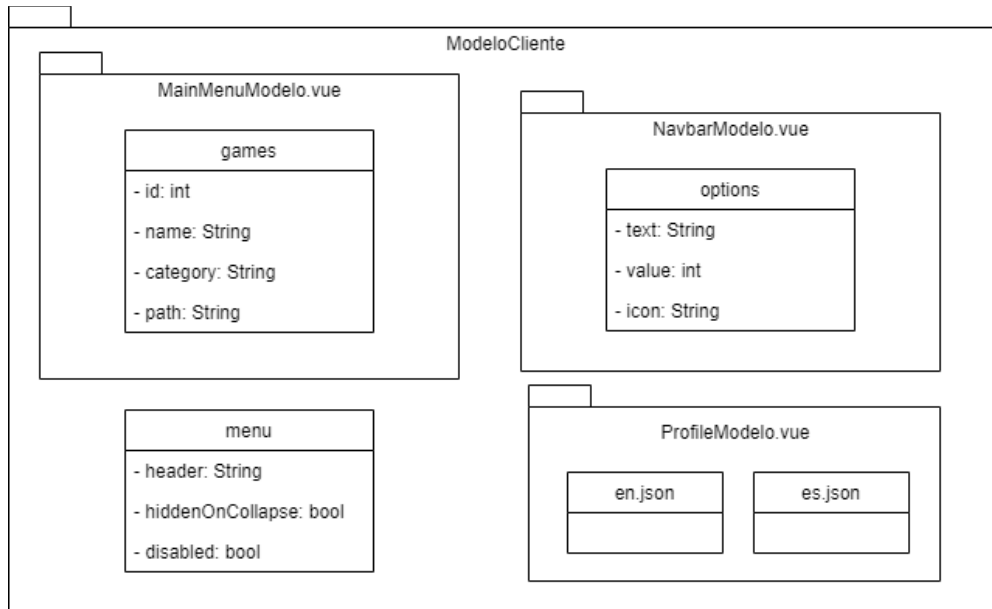 ModeloCliente
MainMenuModelo.vue
games
- id: int
- name: String
- category: String
- path: String
NavbarModelo.vue
options
- text: String
- value: int
- icon: String
menu
- header: String
- hiddenOnCollapse: bool
- disabled: bool
ProfileModelo.vue
en.json
es.json